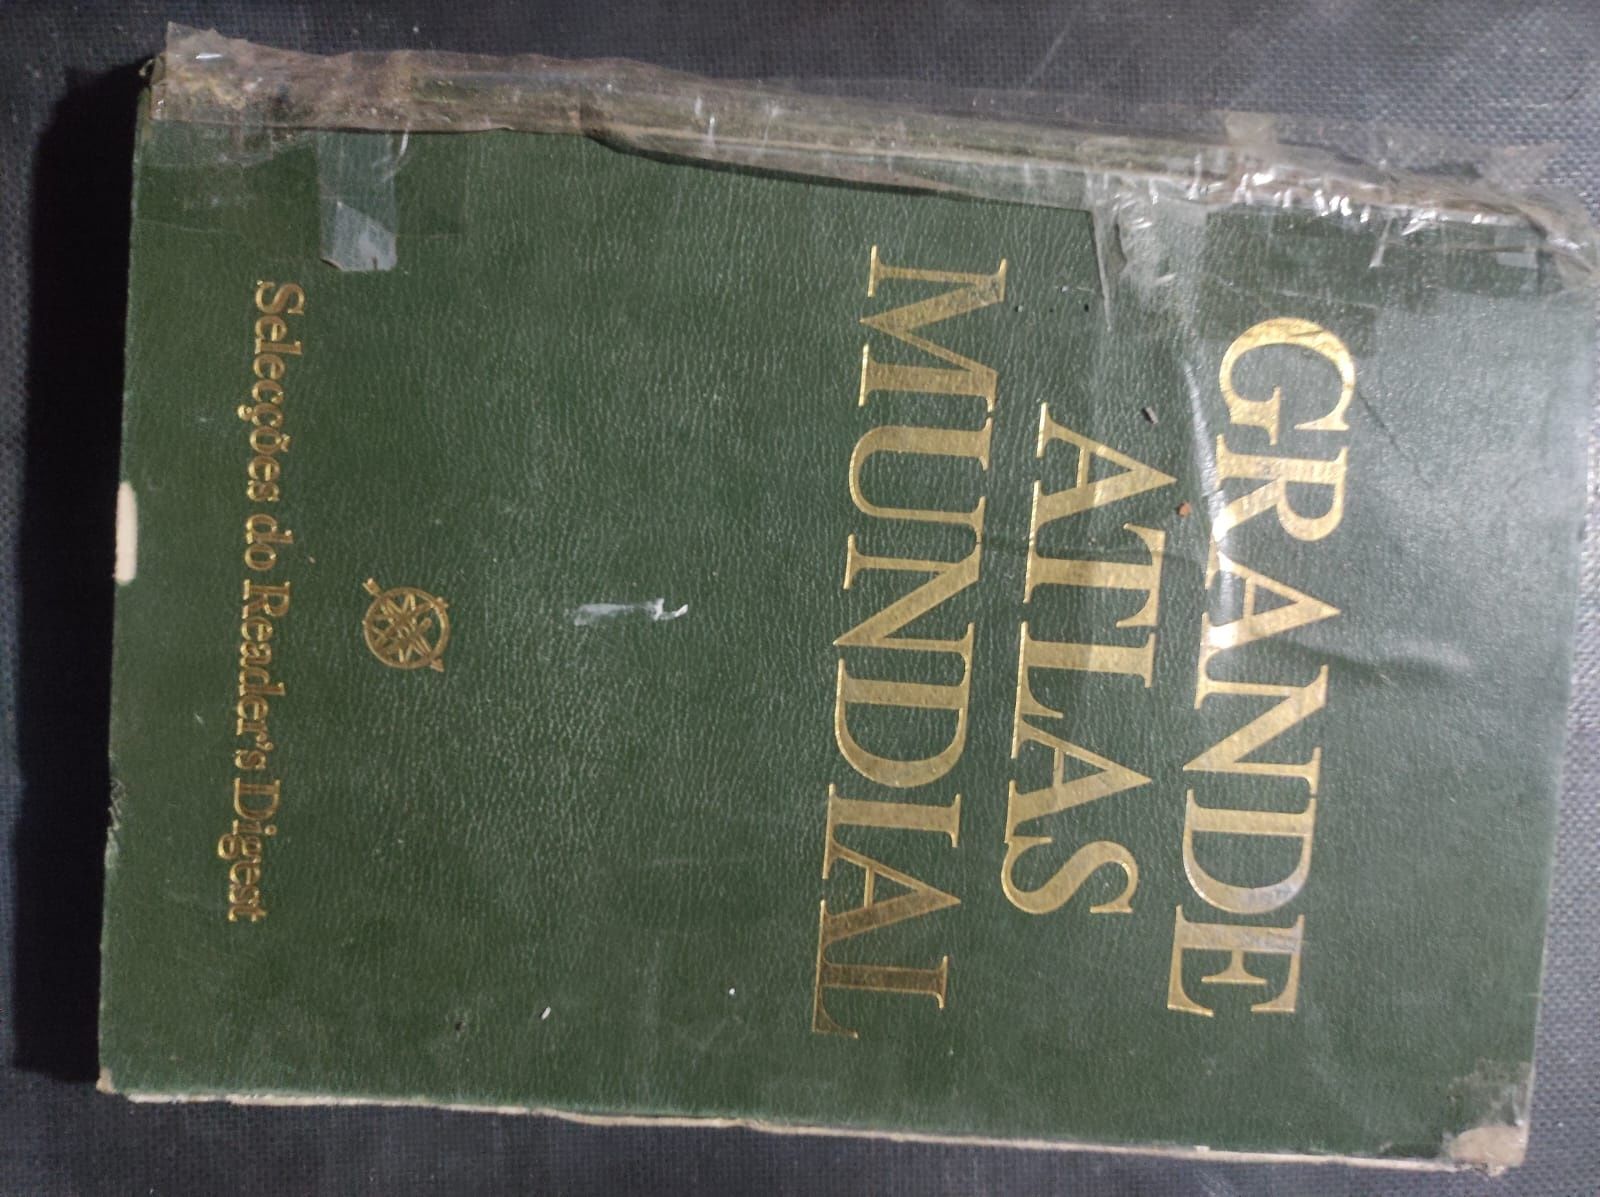 GRANDE
ATLAS
MUNDIAL
Selecções do Reader's Digest